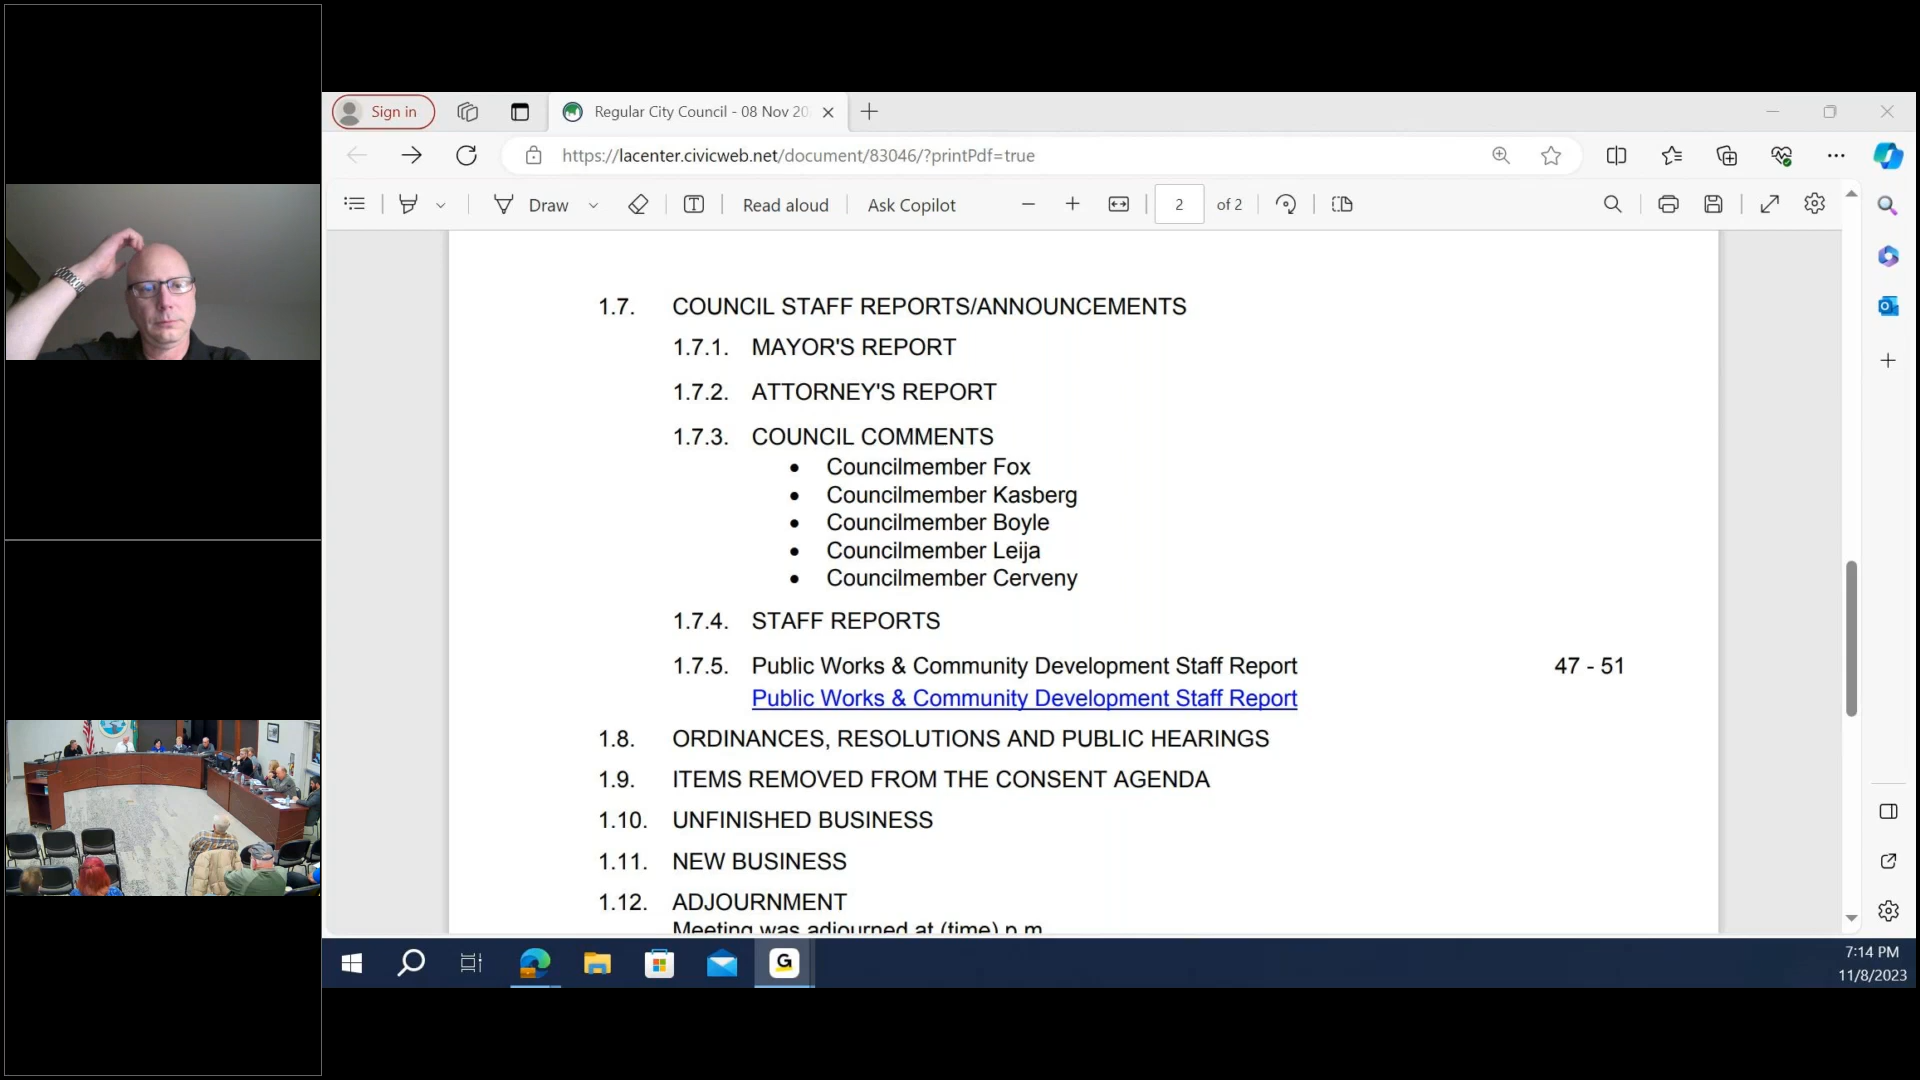 Sign in
Regular City Council - 08 Nov 20
https://lacenter.civicweb.net/document/83046/?printPdf=true
Draw
Read aloud
Ask Copilot
2
of 2
1.7. COUNCIL STAFF REPORTS/ANNOUNCEMENTS
1.7.1. MAYOR'S REPORT
1.7.2. ATTORNEY'S REPORT
1.7.3. COUNCIL COMMENTS
• Councilmember Fox
• Councilmember Kasberg
• Councilmember Boyle
• Councilmember Leija
• Councilmember Cerveny
1.7.4. STAFF REPORTS
1.7.5. Public Works & Community Development Staff Report 47 - 51
Public Works & Community Development Staff Report
1.8. ORDINANCES, RESOLUTIONS AND PUBLIC HEARINGS
1.9. ITEMS REMOVED FROM THE CONSENT AGENDA
1.10. UNFINISHED BUSINESS
1.11. NEW BUSINESS
1.12. ADJOURNMENT
Meeting was adjourned at (time) p.m.
G
7:14 PM
11/8/2023